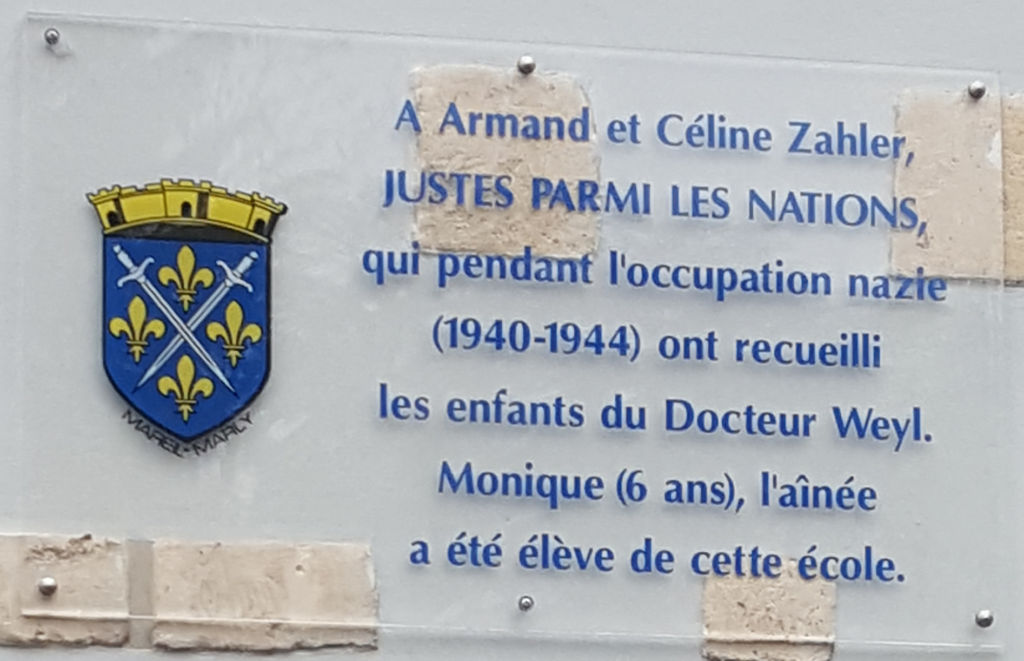 A Armand et Céline Zahler,
JUSTES PARMI LES NATIONS,
qui pendant l'occupation nazie
(1940-1944) ont recueilli
les enfants du Docteur Weyl.
Monique (6 ans), l'aînée
a été élève de cette école.
MAREIL-MARLY